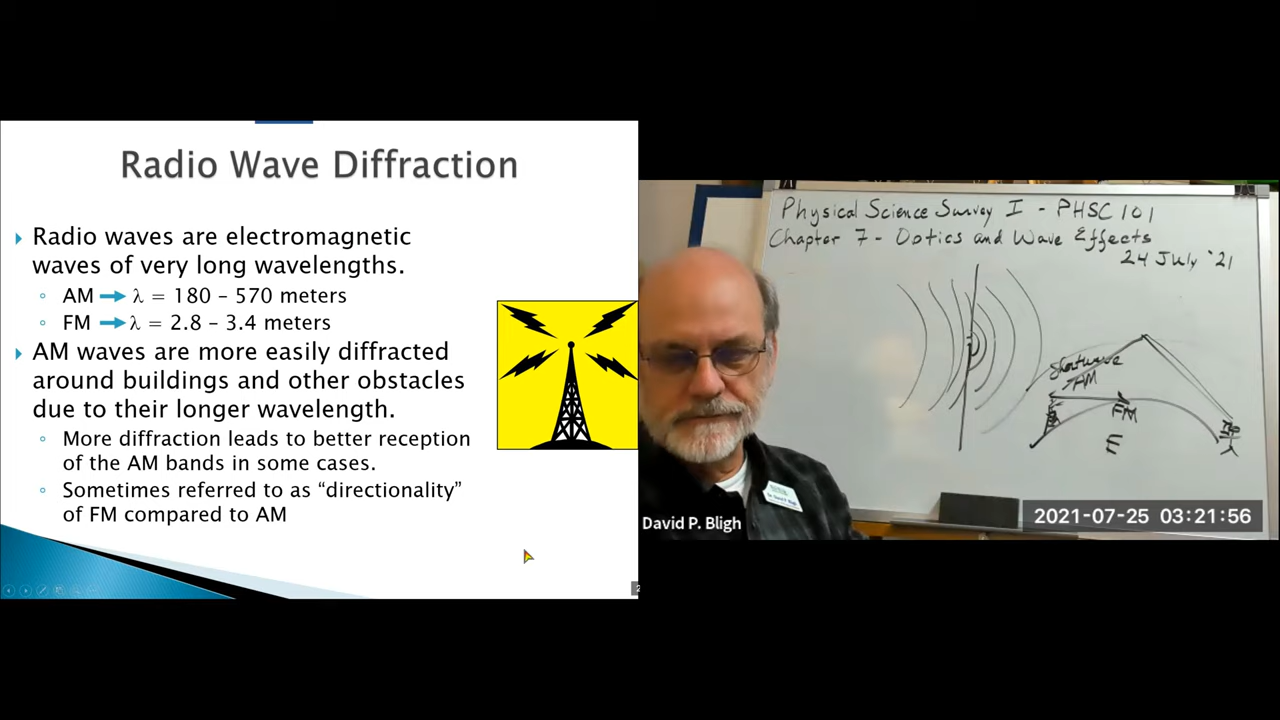 Radio Wave Diffraction
Radio waves are electromagnetic
waves of very long wavelengths.
AM λ = 180 – 570 meters
FM λ = 2.8 – 3.4 meters
AM waves are more easily diffracted
around buildings and other obstacles
due to their longer wavelength.
More diffraction leads to better reception
of the AM bands in some cases.
Sometimes referred to as “directionality”
of FM compared to AM
Physical Science Survey I - PHSC 101
Chapter 7 - Optics and Wave Effects
24 July '21
shortwave
AM
FM
E
David P. Bligh
2021-07-25 03:21:56